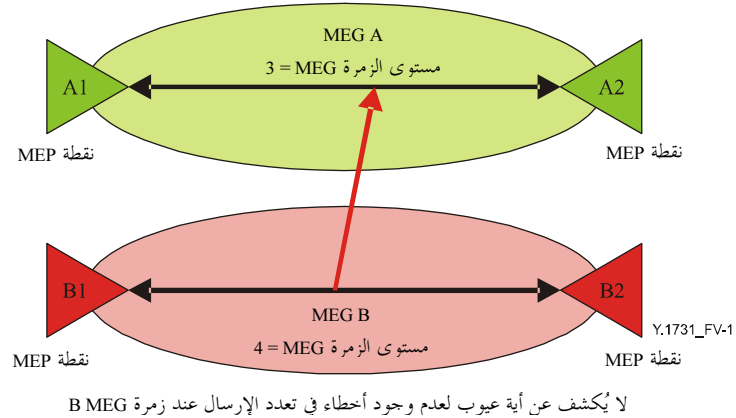 MEG A
مستوى الزمرة MEG = 3
A1
A2
نقطة MEP
نقطة MEP
B1
B2
MEG B
مستوى الزمرة MEG = 4
Y.1731_FV-1
نقطة MEP
نقطة MEP
لا يُكشف عن أية عيوب لعدم وجود أخطاء في تعدد الإرسال عند زمرة B MEG